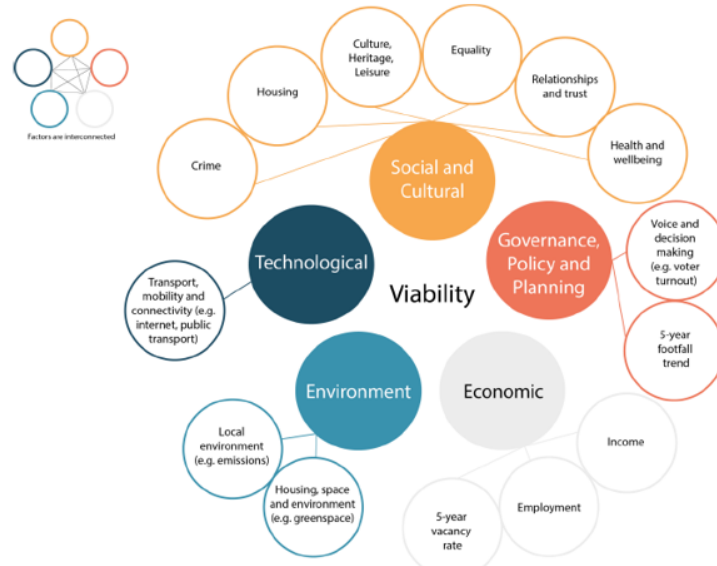 Factors are interconnected
Culture,
Heritage,
Leisure
Equality
Housing
Relationships
and trust
Crime
Health and
wellbeing
Social and
Cultural
Technological
Governance,
Policy and
Planning
Voice and
decision
making
(e.g. voter
turnout)
Viability
Transport,
mobility and
connectivity (e.g.
internet, public
transport)
5-year
footfall
trend
Environment
Economic
Local
environment
(e.g. emissions)
Income
Housing, space
and environment
(e.g. greenspace)
Employment
5-year
vacancy
rate